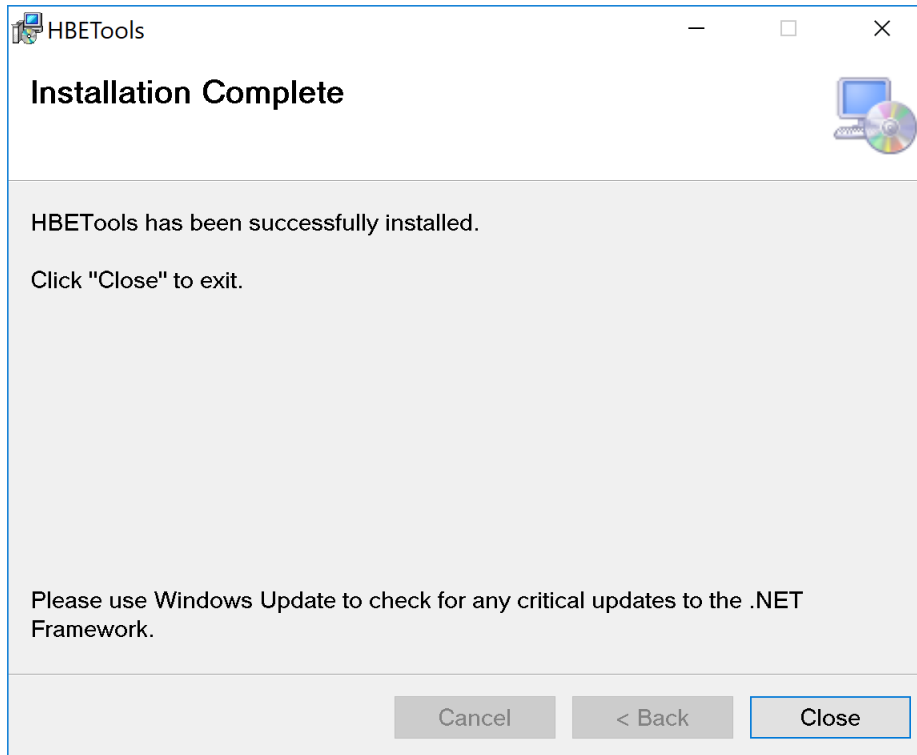 HBETools
Installation Complete
HBETools has been successfully installed.
Click "Close" to exit.
Please use Windows Update to check for any critical updates to the .NET
Framework.
Cancel
< Back
Close